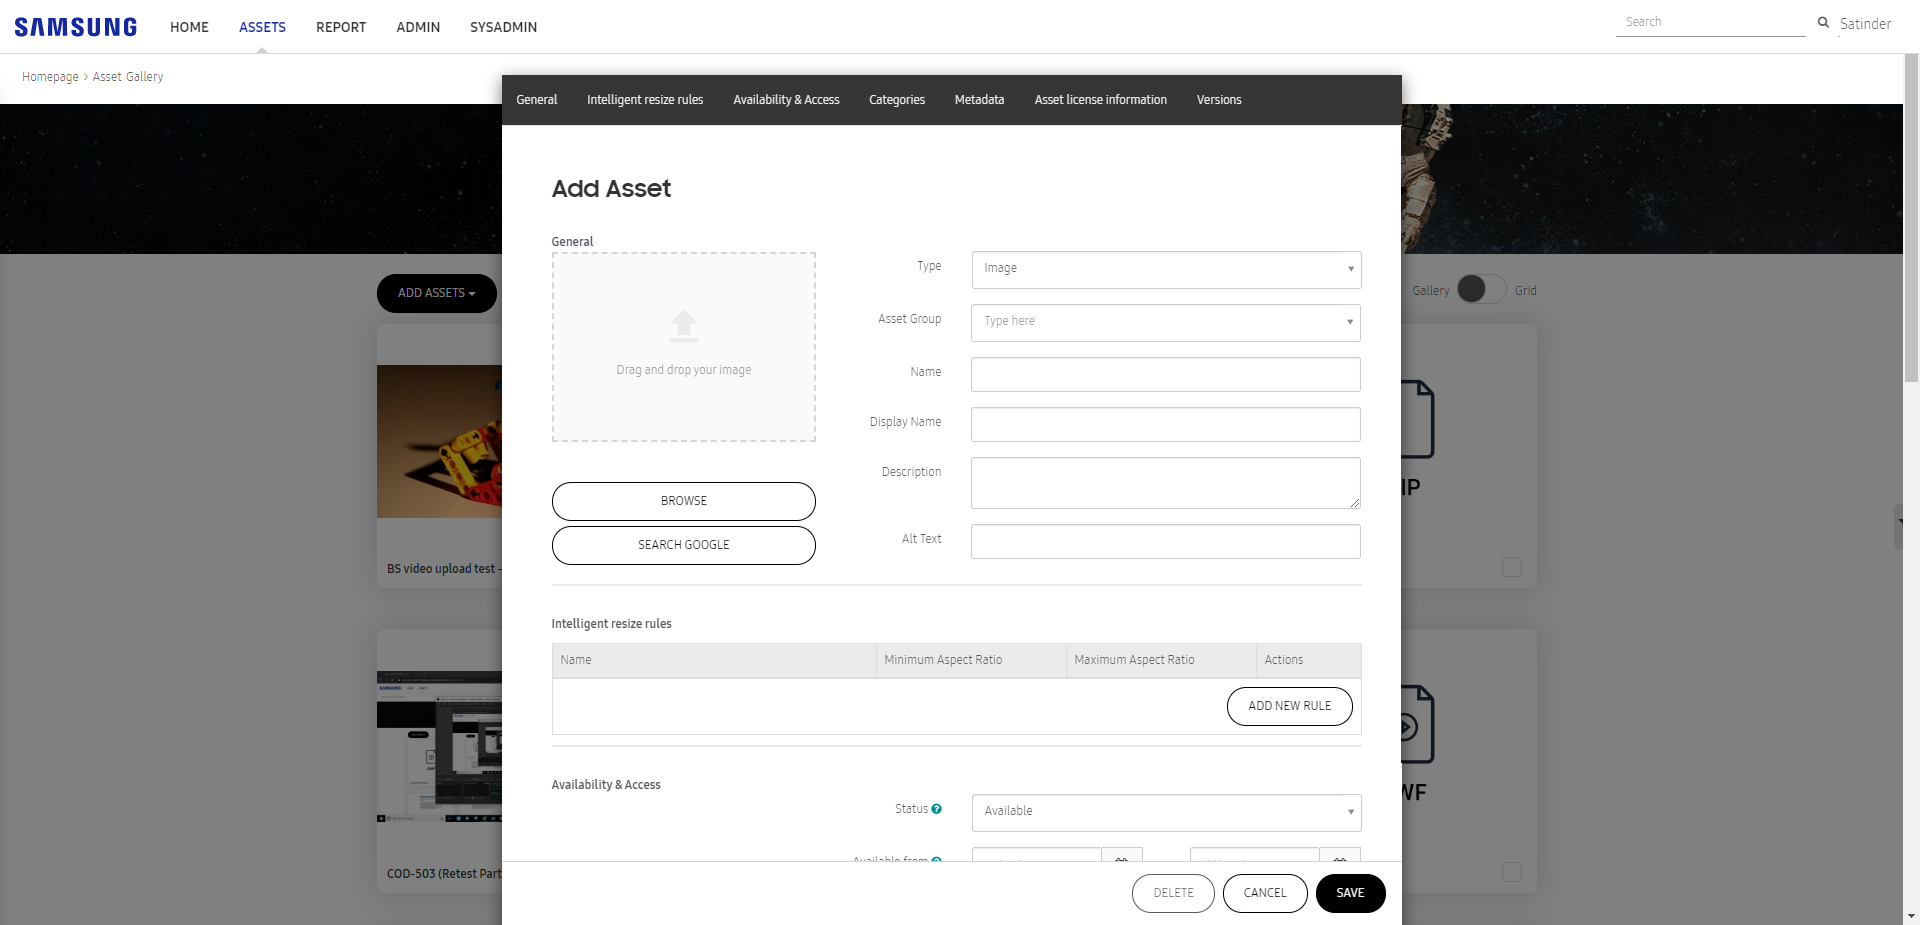 SAMSUNG HOME ASSETS REPORT ADMIN SYSADMIN Search Satinder
Homepage > Asset Gallery
General Intelligent resize rules Availability & Access Categories Metadata Asset license information Versions
Add Asset
General
Drag and drop your image
BROWSE
SEARCH GOOGLE
Type Image
Asset Group Type here
Name
Display Name
Description
Alt Text
Intelligent resize rules
Name Minimum Aspect Ratio Maximum Aspect Ratio Actions
ADD NEW RULE
Availability & Access
Status Available
Available from
DELETE CANCEL SAVE
ADD ASSETS
Gallery Grid
BS video upload test -
IP
COD-503 (Retest Part
WF